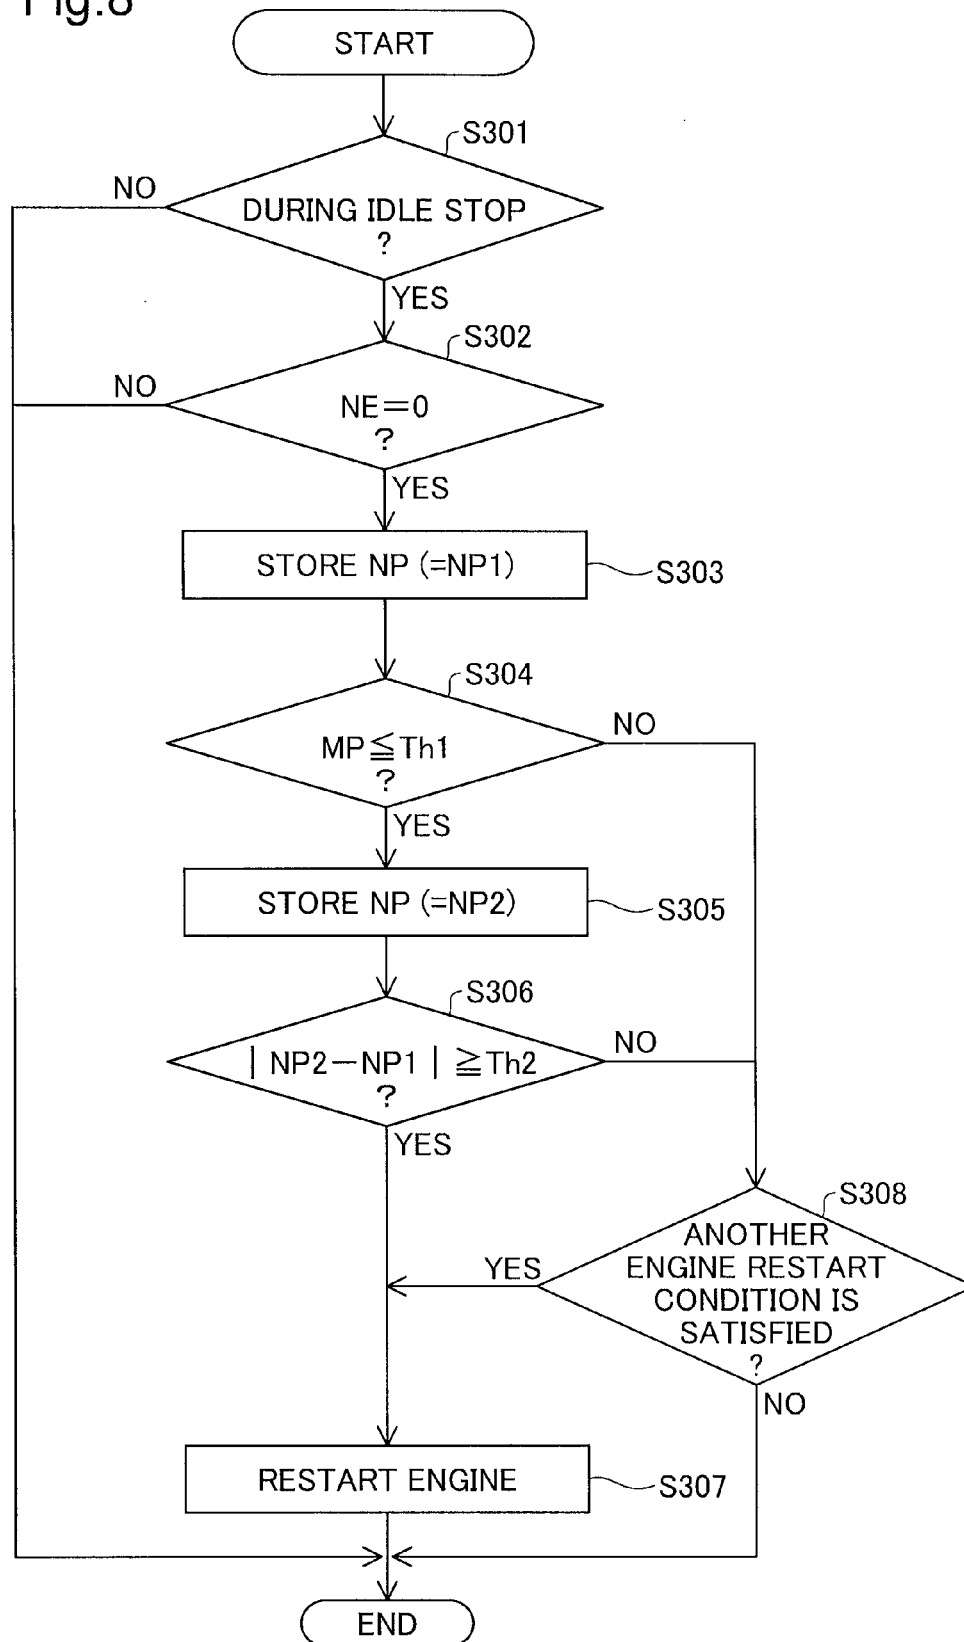 Fig.8
START
S301
NO
DURING IDLE STOP
?
YES
S302
NO
NE=0
?
YES
STORE NP (=NP1)
S303
S304
NO
MP≦Th1
?
YES
STORE NP (=NP2)
S305
S306
NO
| NP2−NP1 | ≧Th2
?
YES
S308
ANOTHER
ENGINE RESTART
CONDITION IS
SATISFIED
?
YES
NO
RESTART ENGINE
S307
END